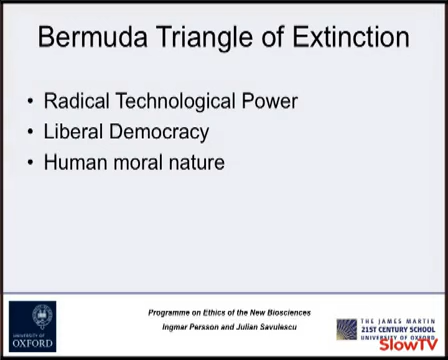 Bermuda Triangle of Extinction
• Radical Technological Power
• Liberal Democracy
• Human moral nature
Programme on Ethics of the New Biosciences
Ingmar Persson and Julian Savulescu
UNIVERSITY OF
OXFORD
THE JAMES MARTIN
21ST CENTURY SCHOOL
UNIVERSITY OF OXFORD
SlowTV